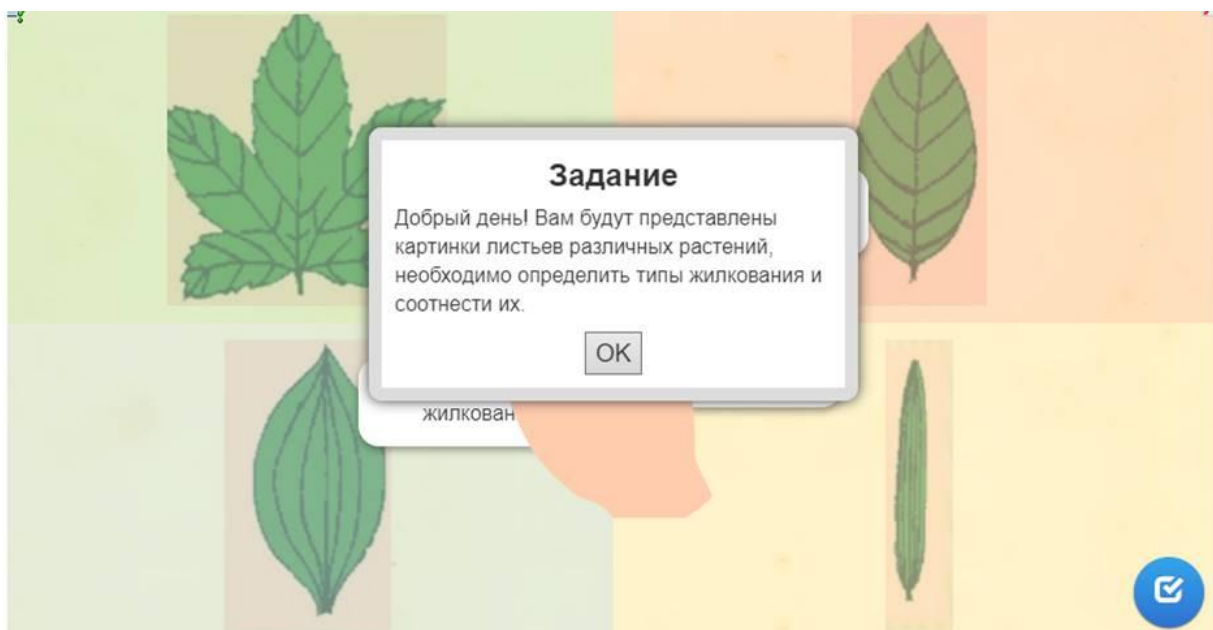 Задание
Добрый день! Вам будут представлены
картинки листьев различных растений,
необходимо определить типы жилкования и
соотнести их.
OK